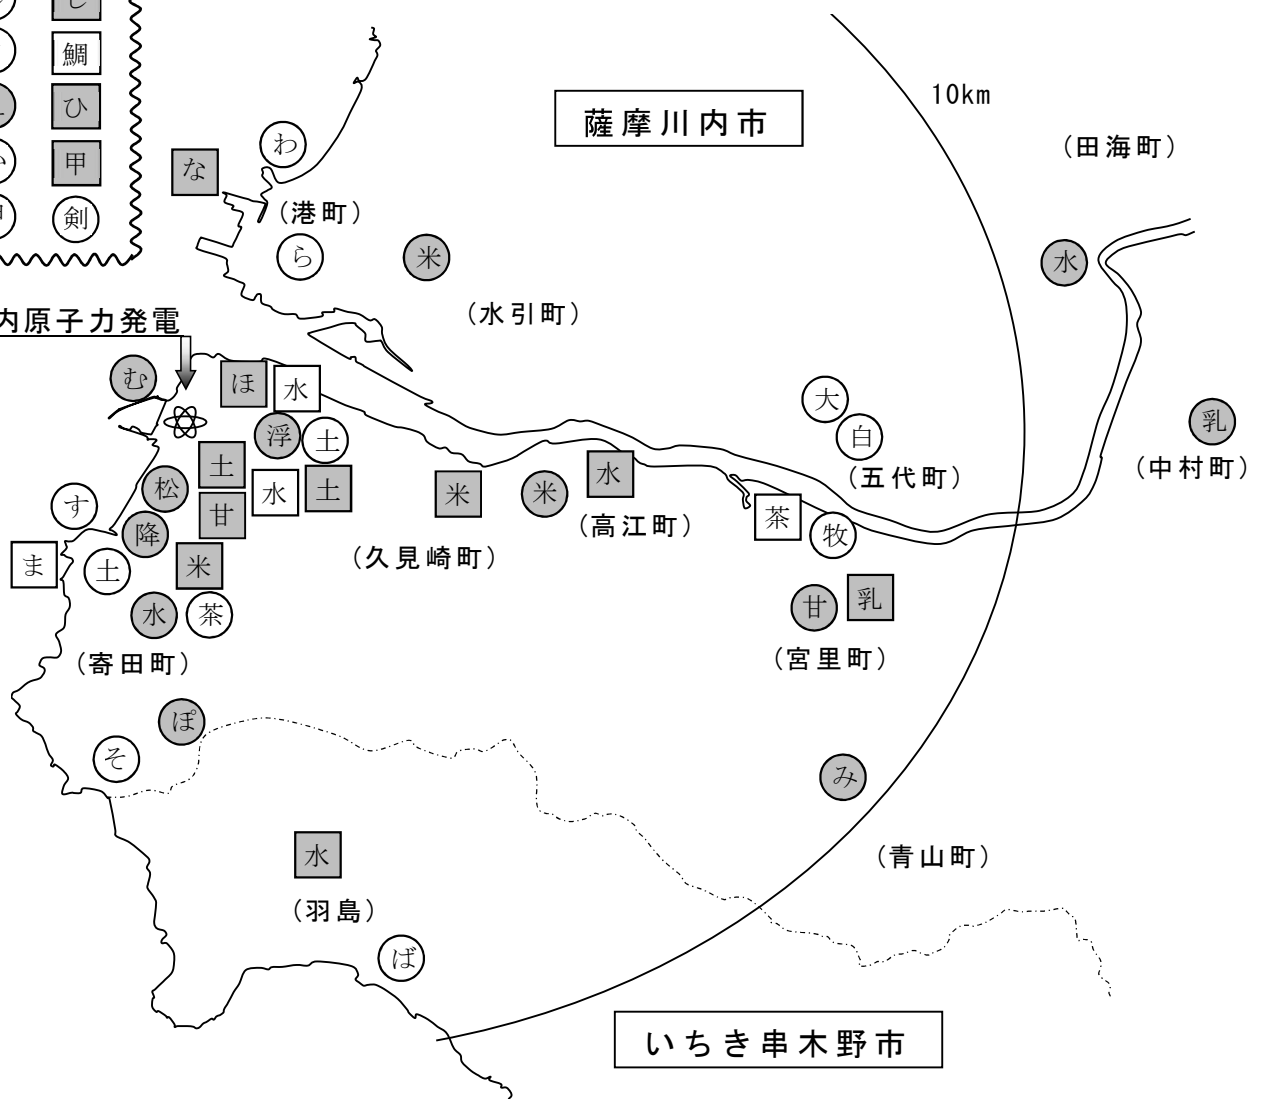 鯛
ひ
甲
剣
10km
薩摩川内市
(田海町)
わ
な
(港町)
ら
米
水
(水引町)
内原子力発電
む
ほ
水
大
乳
浮
土
白
土
(中村町)
松
水
土
米
米
水
(五代町)
す
甘
茶
降
(高江町)
牧
ま
土
米
(久見崎町)
水
茶
甘
乳
(寄田町)
(宮里町)
ぽ
そ
み
水
(青山町)
(羽島)
ば
いちき串木野市